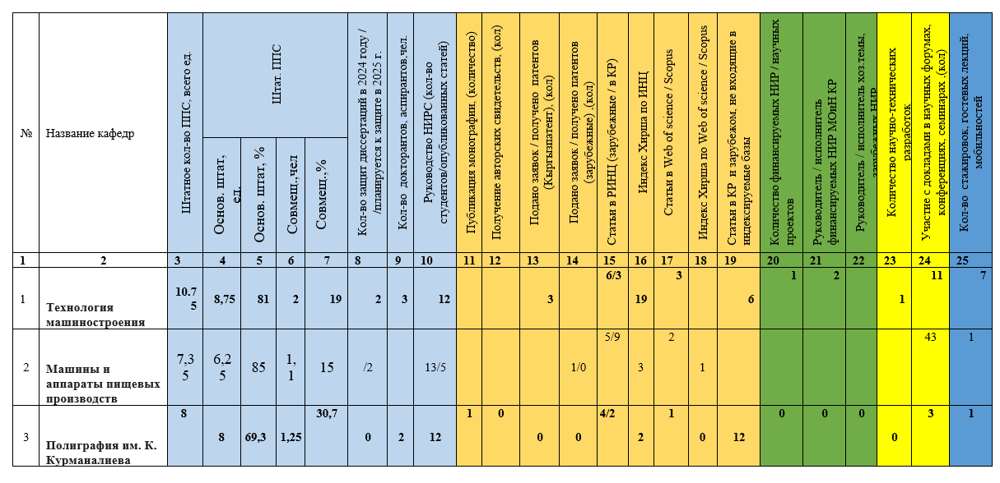 №
Название кафедр
Штатное кол-во ППС, всего ед.
Штат. ППС
Основ. штат, ед.
Основ. штат, %
Совмещ.,чел
Совмещ.,%
Кол-во защит диссертаций в 2024 году /
/планируется к защите в 2025 г.
Кол-во докторантов, аспирантов,чел.
Руководство НИРС (кол-во
студентов/опубликованных статей)
Публикация монографии, (количество)
Получение авторских свидетельств, (кол)
Подано заявок / получено патентов
(Кыргызпатент), (кол)
Подано заявок / получено патентов
(зарубежные) ,(кол)
Статьи в РИНЦ (зарубежные / в КР)
Индекс Хирша по ИНЦ
Статьи в Web of science / Scopus
Индекс Хирша по Web of science / Scopus
Статьи в КР и зарубежом, не входящие в
индексируемые базы
Количество финансируемых НИР / научных
проектов
Руководитель / исполнитель
финансируемых НИР МОиН КР
Руководитель / исполнитель хоз.темы,
зарубежных НИР
Количество научно-технических
разработок
Участие с докладами в научных форумах,
конференциях, семинарах ,(кол)
Кол-во стажировок, гостевых лекций,
мобильностей
1 2 3 4 5 6 7 8 9 10 11 12 13 14 15 16 17 18 19 20 21 22 23 24 25
1 Технология
машиностроения 10.7
5 8,75 81 2 19 2 3 12 3 6/3 19 3 6 1 2 1 11 7
2 Машины и
аппараты пищевых
производств 7,3
5 6,2
5 85 1,
1 15 /2 13/5 1/0 5/9 3 2 1 43 1
3 Полиграфия им. К.
Курманалиева 8 8 69,3 1,25 30,7 0 2 12 1 0 0 0 4/2 2 1 0 12 0 0 0 0 3 1